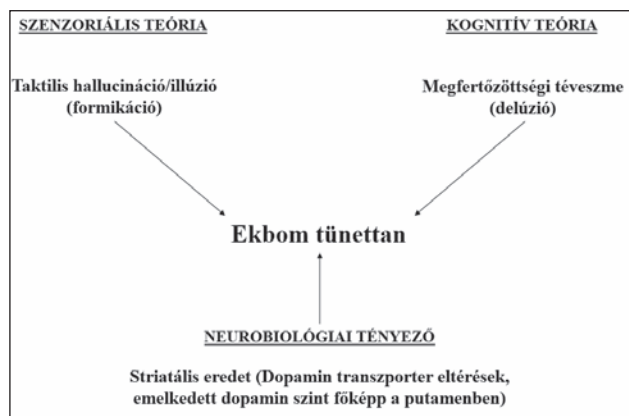 SZENZORIÁLIS TEÓRIA
Taktilis hallucináció/illúzió
(formikáció)
KOGNITÍV TEÓRIA
Megfertőzöttségi téveszme
(delúzió)
Ekbom tünettan
NEUROBIOLÓGIAI TÉNYEZŐ
Striatális eredet (Dopamin transzporter eltérések,
emelkedett dopamin szint főképp a putamenben)